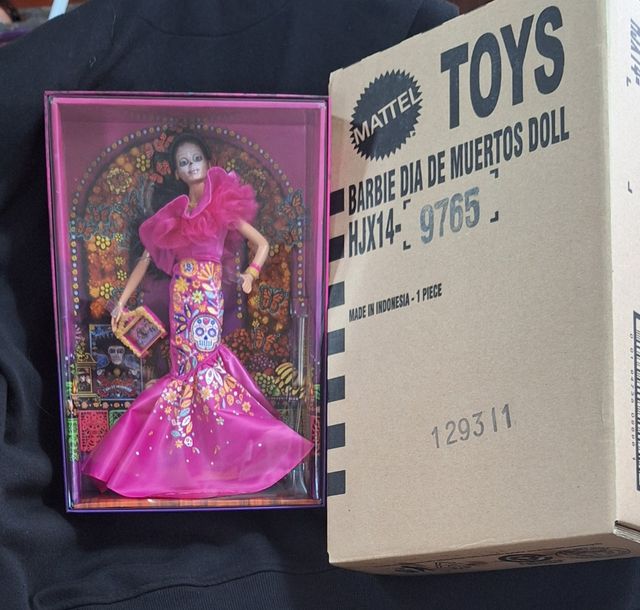 MATTEL
TOYS
BARBIE DIA DE MUERTOS DOLL
HJX14- 9765
MADE IN INDONESIA - 1 PIECE
129311